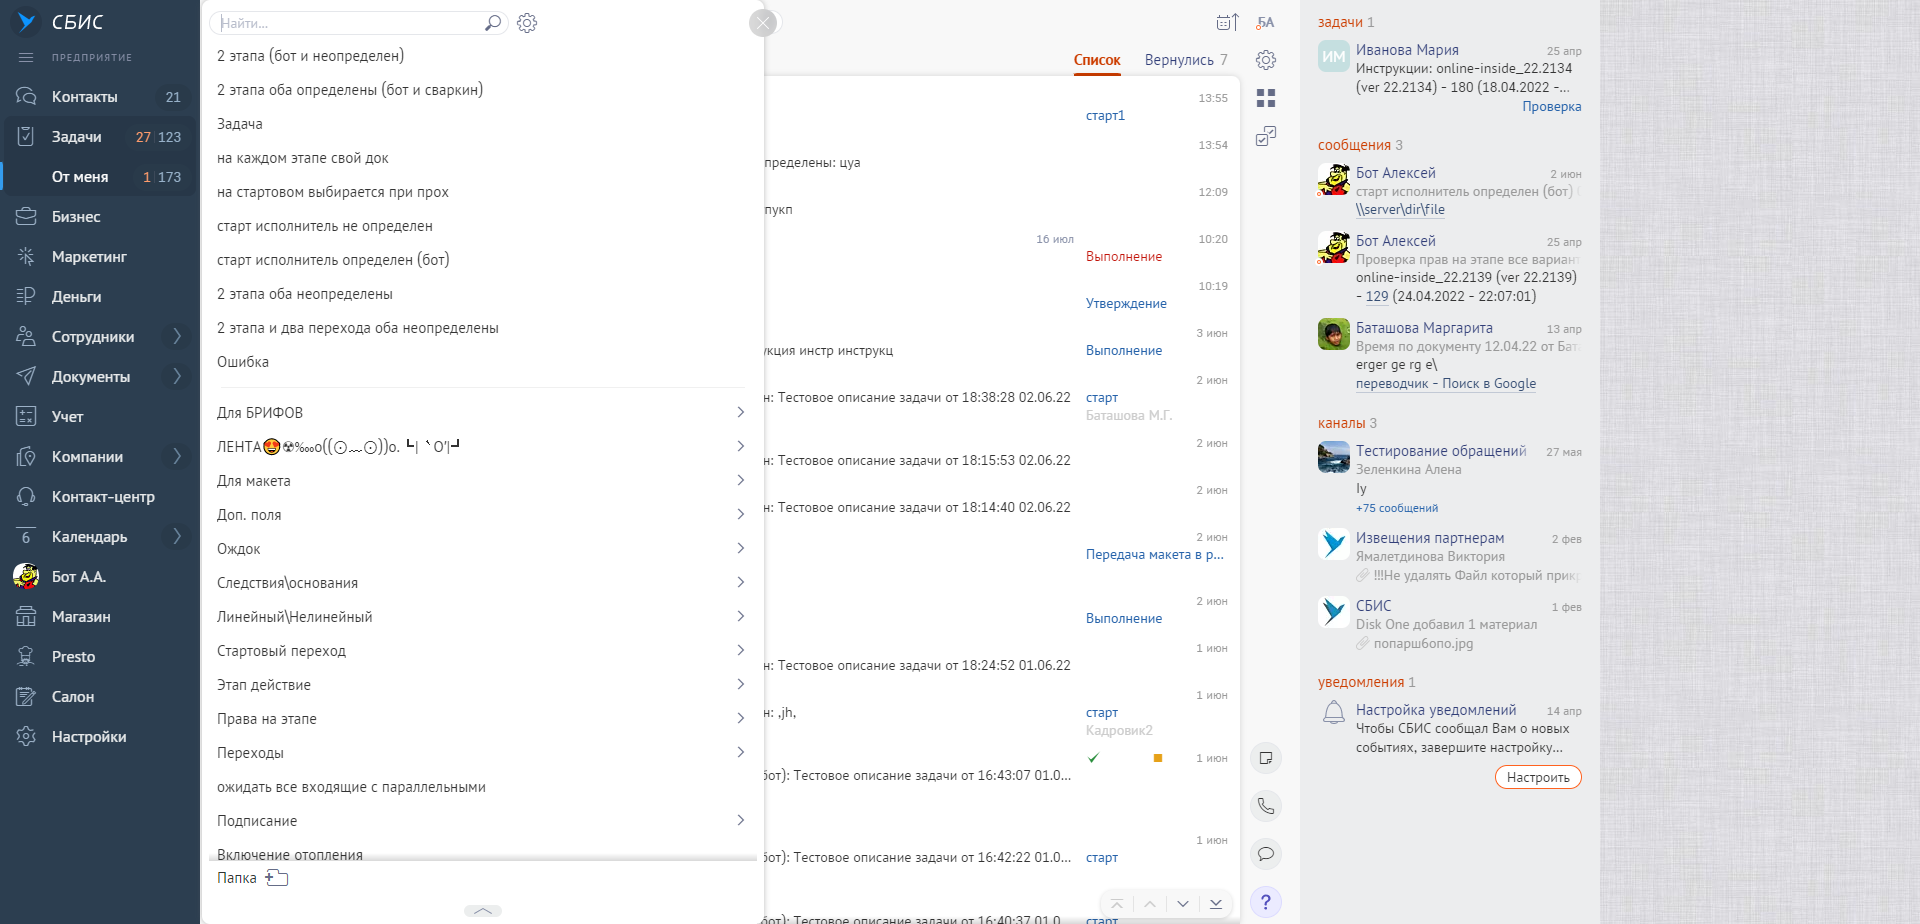 СБИС
ПРЕДПРИЯТИЕ
Контакты 21
Задачи 27 123
От меня 1 173
Бизнес
Маркетинг
Деньги
Сотрудники
Документы
Учет
Компании
Контакт-центр
6 Календарь
Бот А.А.
Магазин
Presto
Салон
Настройки
Найти...
2 этапа (бот и неопределен)
2 этапа оба определены (бот и сваркин)
Задача
на каждом этапе свой док
на стартовом выбирается при прох
старт исполнитель не определен
старт исполнитель определен (бот)
2 этапа оба неопределены
2 этапа и два перехода оба неопределены
Ошибка
Для БРИФОВ
ЛЕНТА😍☢%‱o((⊙﹏⊙))o. ┗| ｀O′|┛
Для макета
Доп. поля
Ождок
Следствия\основания
Линейный\Нелинейный
Стартовый переход
Этап действие
Права на этапе
Переходы
ожидать все входящие с параллельными
Подписание
Включение отопления
Папка
БА
Список Вернулись 7
13:55
старт1
13:54
пределены: цуа
12:09
пукп
16 июл 10:20
Выполнение
10:19
Утверждение
3 июн
укция инстр инструкц Выполнение
2 июн
н: Тестовое описание задачи от 18:38:28 02.06.22 старт
Баташова М.Г.
2 июн
н: Тестовое описание задачи от 18:15:53 02.06.22
2 июн
н: Тестовое описание задачи от 18:14:40 02.06.22
2 июн
Передача макета в р...
2 июн
Выполнение
1 июн
н: Тестовое описание задачи от 18:24:52 01.06.22
1 июн
н: ,jh, старт
Кадровик2
1 июн
бот): Тестовое описание задачи от 16:43:07 01.0...
1 июн
бот): Тестовое описание задачи от 16:42:22 01.0... старт
бот): Тестовое описание задачи от 16:40:37 01.0... старт
?
задачи 1
ИМ Иванова Мария 25 апр
Инструкции: online-inside_22.2134
(ver 22.2134) - 180 (18.04.2022 -...
Проверка
сообщения 3
Бот Алексей 2 июн
старт исполнитель определен (бот)
\\server\dir\file
Бот Алексей 25 апр
Проверка прав на этапе все вариант
online-inside_22.2139 (ver 22.2139)
- 129 (24.04.2022 - 22:07:01)
Баташова Маргарита 13 апр
Время по документу 12.04.22 от Бата
erger ge rg e\
переводчик - Поиск в Google
каналы 3
Тестирование обращений 27 мая
Зеленкина Алена
Iy
+75 сообщений
Извещения партнерам 2 фев
Ямалетдинова Виктория
!!!Не удалять Файл который прик
СБИС 1 фев
Disk One добавил 1 материал
попарш6опо.jpg
уведомления 1
Настройка уведомлений 14 апр
Чтобы СБИС сообщал Вам о новых
событиях, завершите настройку...
Настроить